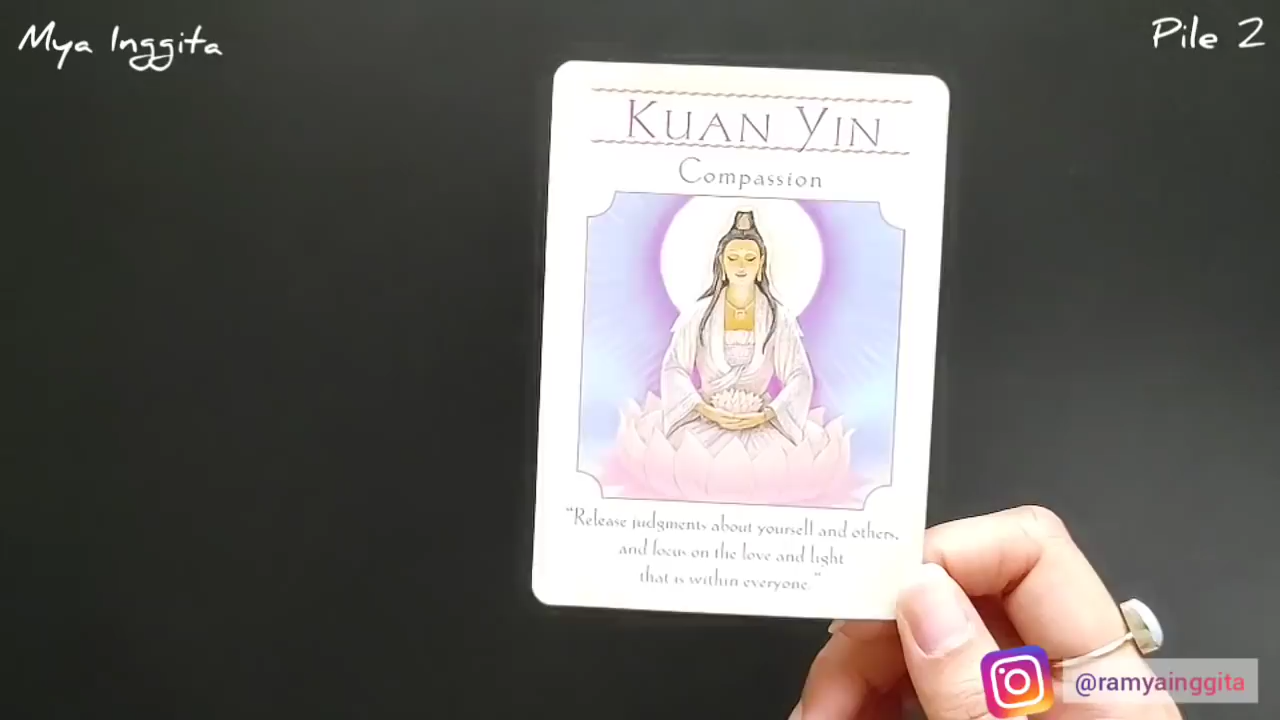 Mya Inggita
Pile 2
KUAN YIN
Compassion
“Release judgments about yourself and others,
and focus on the love and light
that is within everyone.”
@ramyainggita